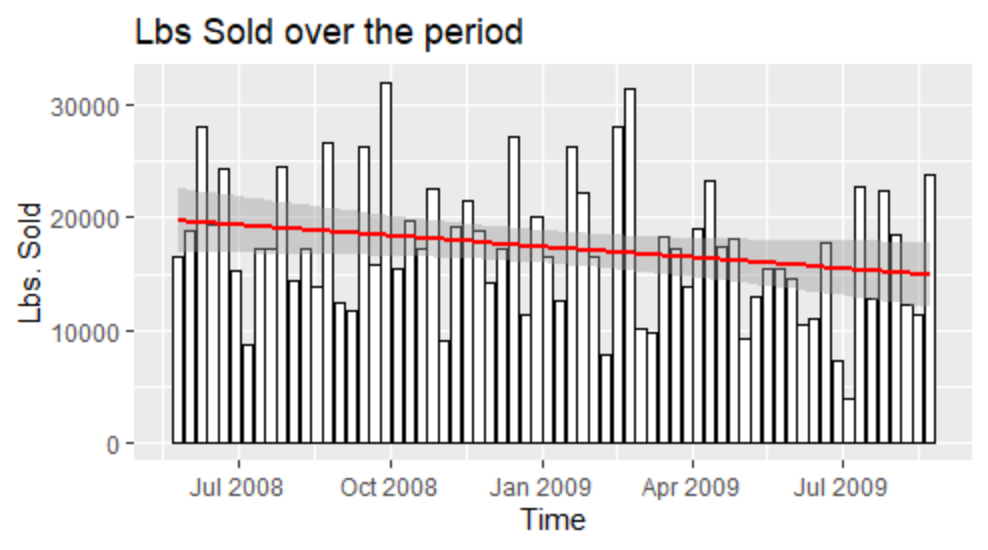 Lbs Sold over the period
Lbs. Sold
30000
20000
10000
0
Jul 2008 Oct 2008 Jan 2009 Apr 2009 Jul 2009
Time